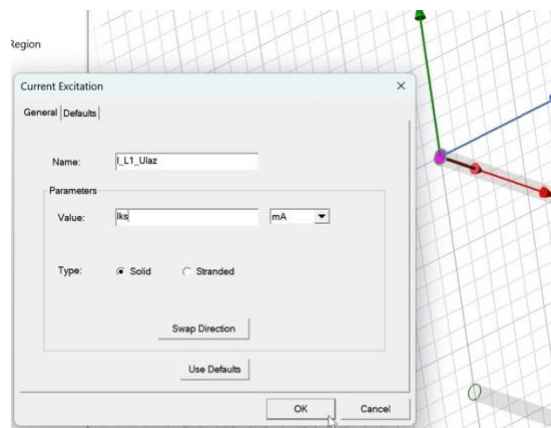 Region
Current Excitation
General Defaults
Name: I_L1_Ulaz
Parameters
Value: Iks mA
Type: Solid Stranded
Swap Direction
Use Defaults
OK Cancel